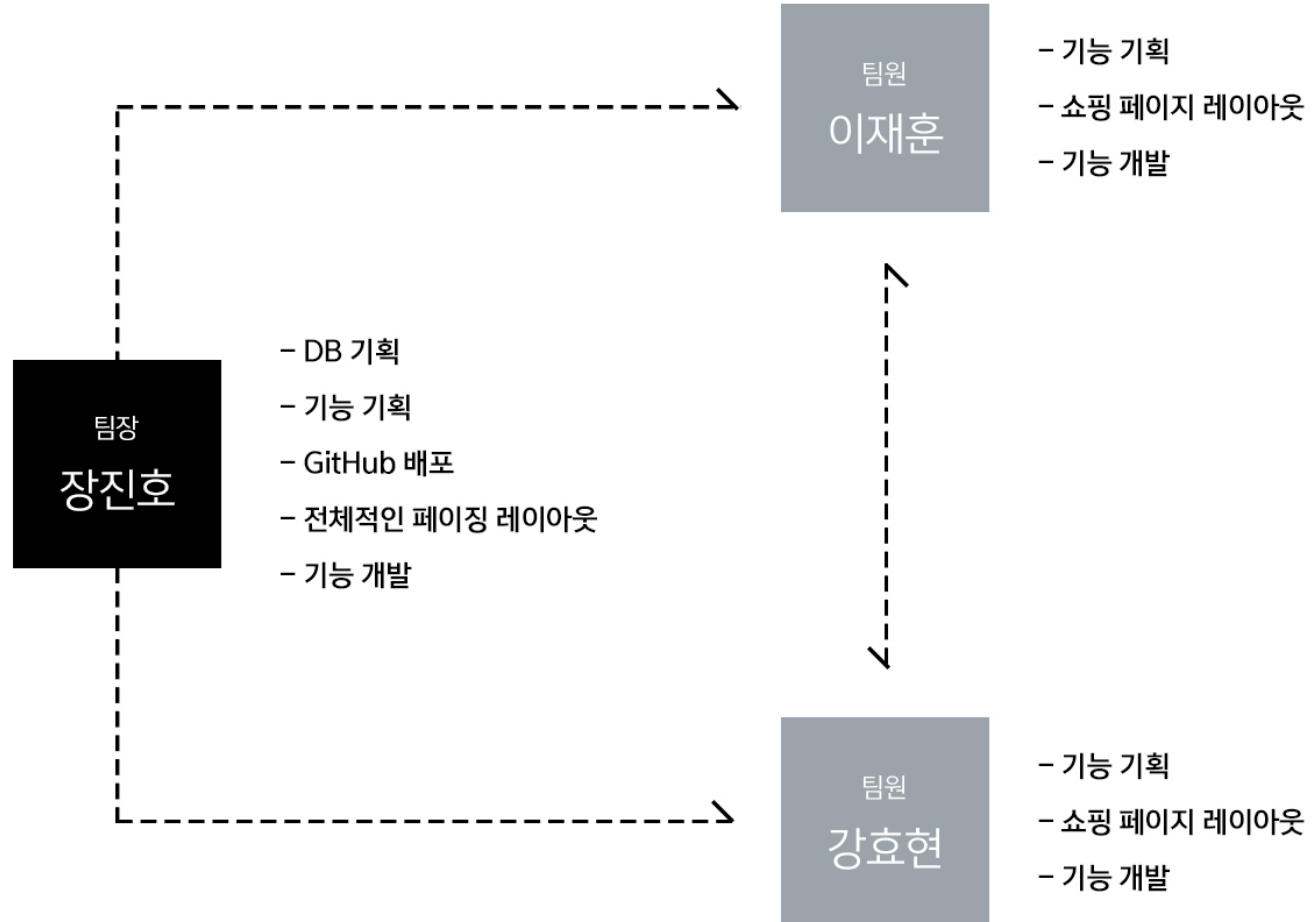 팀원
이재훈
– 기능 기획
– 쇼핑 페이지 레이아웃
– 기능 개발
팀장
장진호
– DB 기획
– 기능 기획
– GitHub 배포
– 전체적인 페이징 레이아웃
– 기능 개발
팀원
강효현
– 기능 기획
– 쇼핑 페이지 레이아웃
– 기능 개발